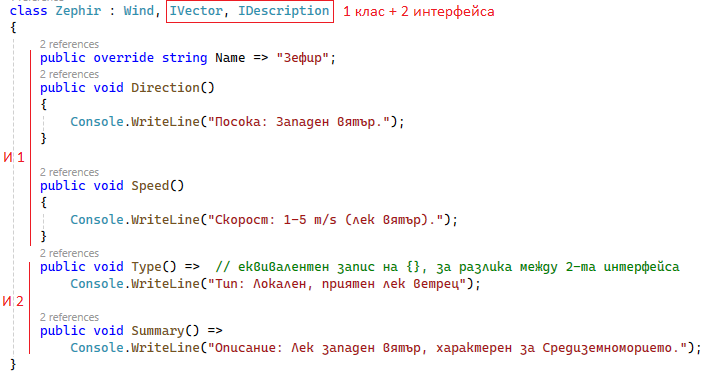 class Zephir : Wind, IVector, IDescription 1 клас + 2 интерфейса
{
2 references
public override string Name => "Зефир";
2 references
public void Direction()
{
Console.WriteLine("Посока: Западен вятър.");
}
И 1
2 references
public void Speed()
{
Console.WriteLine("Скорост: 1-5 m/s (лек вятър).");
}
2 references
public void Type() => // еквивалентен запис на {}, за разлика между 2-та интерфейса
Console.WriteLine("Тип: Локален, приятен лек ветрец");
И 2
2 references
public void Summary() =>
Console.WriteLine("Описание: Лек западен вятър, характерен за Средиземноморието.");
}